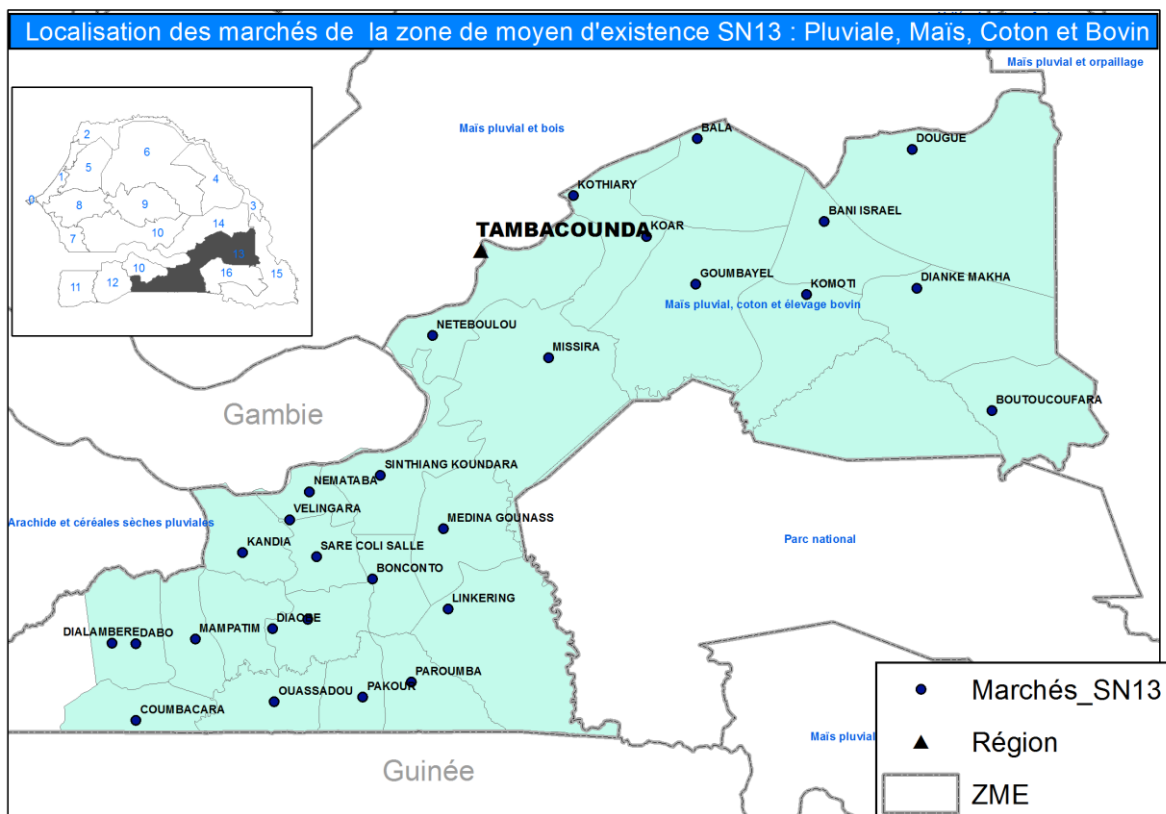 Localisation des marchés de la zone de moyen d'existence SN13 : Pluviale, Maïs, Coton et Bovin
Maïs pluvial et orpaillage
Maïs pluvial et bois
2
6
5
4
1
0
8
9
3
14
7
10
13
10
16
15
11
12
BALA
DOUGUE
KOTHIARY
BANI ISRAEL
TAMBACOUNDA
KOAR
GOUMBAYEL
KOMOTI
DIANKE MAKHA
Maïs pluvial, coton et élevage bovin
NETEBOULOU
MISSIRA
Gambie
BOUTOUCOUFARA
SINTHIANG KOUNDARA
NEMATABA
VELINGARA
Arachide et céréales sèches pluviales
MEDINA GOUNASS
Parc national
KANDIA
SARE COLI SALLE
BONCONTO
LINKERING
DIAOBE
DIALAMBERE
DABO
MAMPATIM
PAROUMBA
OUASSADOU
PAKOUR
COUMBACARA
Guinée
Maïs pluvial
Marchés_SN13
Région
ZME